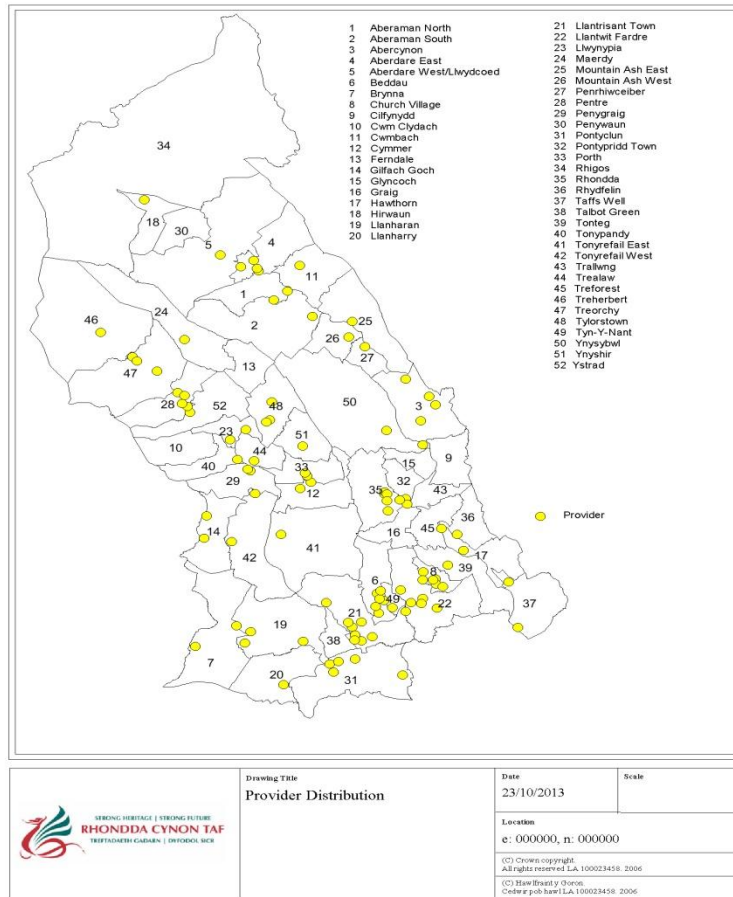 1 Aberaman North
2 Aberaman South
3 Abercynon
4 Aberdare East
5 Aberdare West/Llwydcoed
6 Beddau
7 Brynna
8 Church Village
9 Cilfynydd
10 Cwm Clydach
11 Cwmbach
12 Cymmer
13 Ferndale
14 Gilfach Goch
15 Glyncoch
16 Graig
17 Hawthorn
18 Hirwaun
19 Llanharan
20 Llanharry
21 Llantrisant Town
22 Llantwit Fardre
23 Llwynypia
24 Maerdy
25 Mountain Ash East
26 Mountain Ash West
27 Penrhiwceiber
28 Pentre
29 Penygraig
30 Penywaun
31 Pontyclun
32 Pontypridd Town
33 Porth
34 Rhigos
35 Rhondda
36 Rhydfelin
37 Taffs Well
38 Talbot Green
39 Tonteg
40 Tonypandy
41 Tonyrefail East
42 Tonyrefail West
43 Trallwng
44 Trealaw
45 Treforest
46 Treherbert
47 Treorchy
48 Tylorstown
49 Tyn-Y-Nant
50 Ynysybwl
51 Ynyshir
52 Ystrad
34
18
30
5
4
11
1
24
46
2
25
26
27
47
13
28
52
48
50
3
23
51
10
44
15
9
40
33
32
29
12
35
43
36
14
16
45
42
41
17
39
6
8
49
37
22
21
19
38
7
20
31
Provider
STRONG HERITAGE | STRONG FUTURE
RHONDDA CYNON TAF
TREFTADAETH GADARN | DYFODOL SICR
Drawing Title
Provider Distribution
Date
23/10/2013
Scale
Location
e: 000000, n: 000000
(C) Crown copyright.
All rights reserved LA 100023458. 2006
(C) Hawlfraint y Goron.
Cedwir pob hawl LA 100023458. 2006